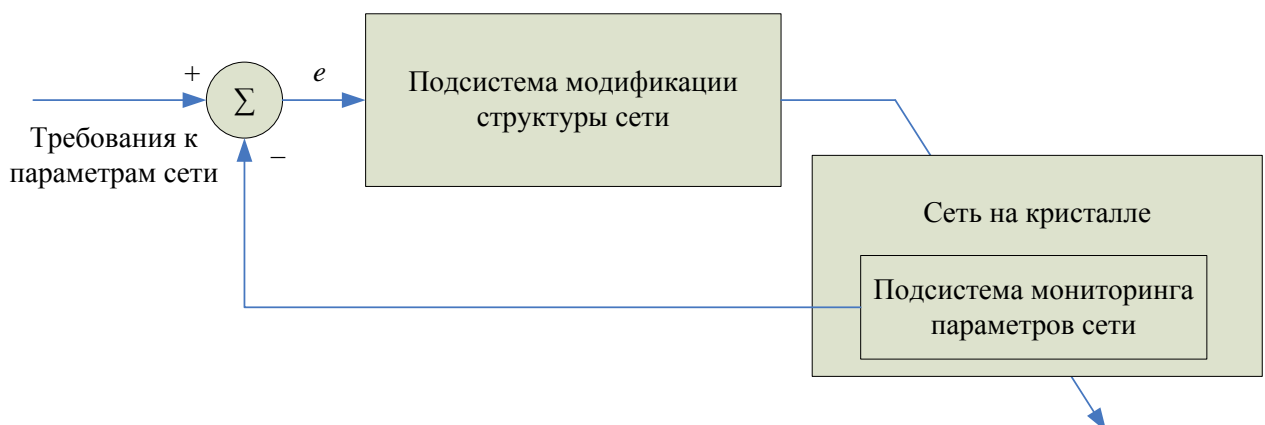 +
Σ
e
–
Требования к
параметрам сети
Подсистема модификации
структуры сети
Сеть на кристалле
Подсистема мониторинга
параметров сети